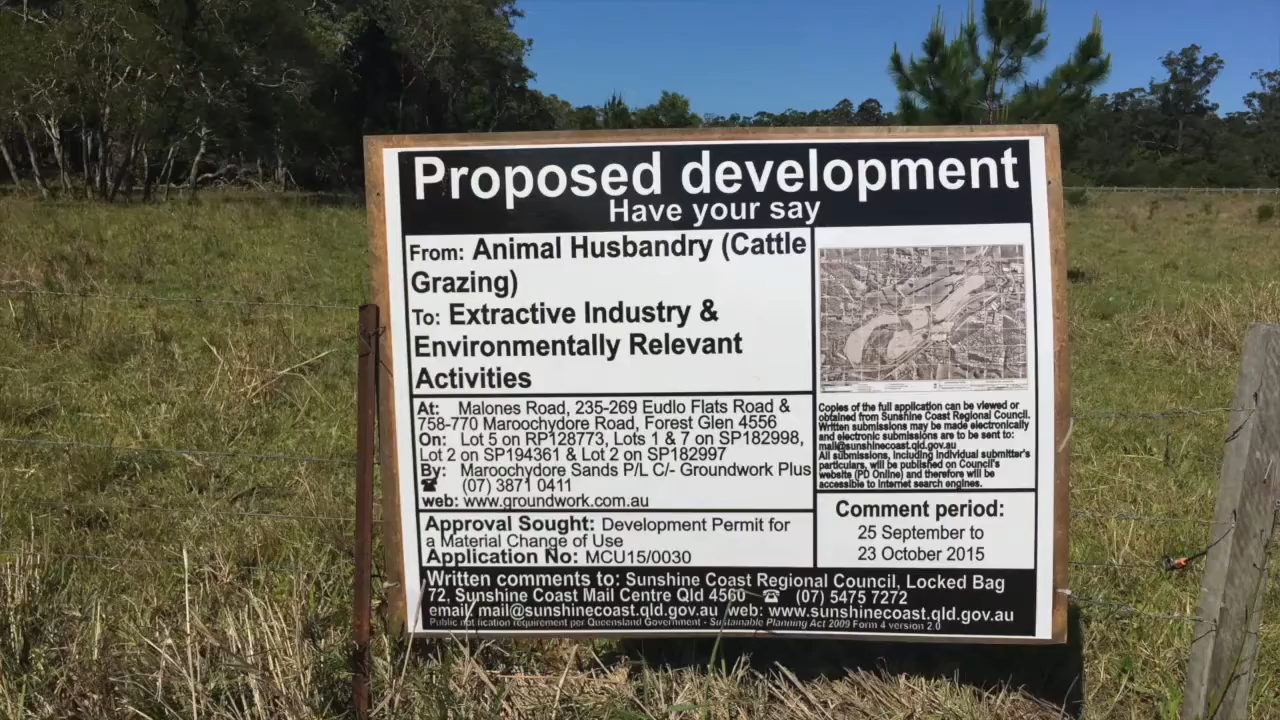 Proposed development
Have your say
From: Animal Husbandry (Cattle
Grazing)
To: Extractive Industry &
Environmentally Relevant
Activities
At: Malones Road, 235-269 Eudlo Flats Road &
758-770 Maroochydore Road, Forest Glen 4556
On: Lot 5 on RP128773, Lots 1 & 7 on SP182998,
Lot 2 on SP194361 & Lot 2 on SP182997
By: Maroochydore Sands P/L C/- Groundwork Plus
☎ (07) 3871 0411
web: www.groundwork.com.au
Approval Sought: Development Permit for
a Material Change of Use
Application No: MCU15/0030
Copies of the full application can be viewed or
obtained from Sunshine Coast Regional Council.
Written submissions may be made electronically
and electronic submissions are to be sent to:
mail@sunshinecoast.qld.gov.au
All submissions, including individual submitter's
particulars, will be published on Council's
website (PD Online) and therefore will be
accessible to internet search engines.
Comment period:
25 September to
23 October 2015
Written comments to: Sunshine Coast Regional Council, Locked Bag
72, Sunshine Coast Mail Centre Qld 4560 ☎ (07) 5475 7272
email: mail@sunshinecoast.qld.gov.au web: www.sunshinecoast.qld.gov.au
Public notification requirement per Queensland Government - Sustainable Planning Act 2009 Form 4 version 2.0